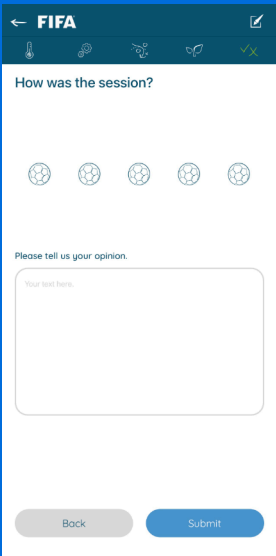 FIFA
How was the session?
Please tell us your opinion.
Your text here.
Back
Submit